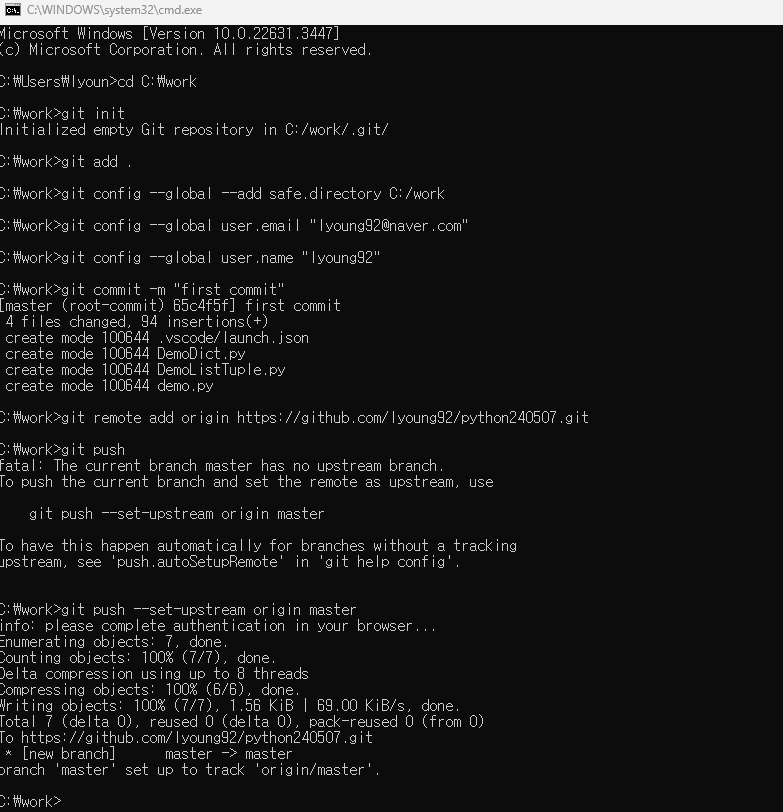 C:\WINDOWS\system32\cmd.exe
Microsoft Windows [Version 10.0.22631.3447]
(c) Microsoft Corporation. All rights reserved.
C:₩Users₩lyoun>cd C:₩work
C:₩work>git init
Initialized empty Git repository in C:/work/.git/
C:₩work>git add .
C:₩work>git config --global --add safe.directory C:/work
C:₩work>git config --global user.email "lyoung92@naver.com"
C:₩work>git config --global user.name "lyoung92"
C:₩work>git commit -m "first commit"
[master (root-commit) 65c4f5f] first commit
4 files changed, 94 insertions(+)
create mode 100644 .vscode/launch.json
create mode 100644 DemoDict.py
create mode 100644 DemoListTuple.py
create mode 100644 demo.py
C:₩work>git remote add origin https://github.com/lyoung92/python240507.git
C:₩work>git push
fatal: The current branch master has no upstream branch.
To push the current branch and set the remote as upstream, use
git push --set-upstream origin master
To have this happen automatically for branches without a tracking
upstream, see 'push.autoSetupRemote' in 'git help config'.
C:₩work>git push --set-upstream origin master
info: please complete authentication in your browser...
Enumerating objects: 7, done.
Counting objects: 100% (7/7), done.
Delta compression using up to 8 threads
Compressing objects: 100% (6/6), done.
Writing objects: 100% (7/7), 1.56 KiB | 69.00 KiB/s, done.
Total 7 (delta 0), reused 0 (delta 0), pack-reused 0 (from 0)
To https://github.com/lyoung92/python240507.git
* [new branch]      master -> master
branch 'master' set up to track 'origin/master'.
C:₩work>